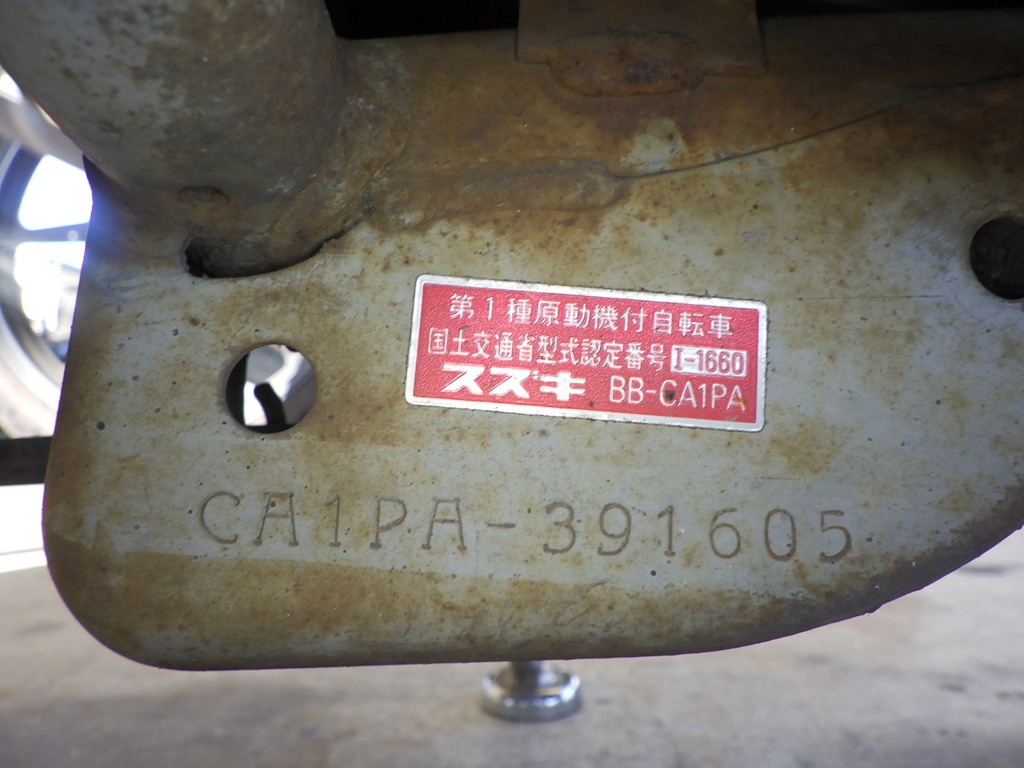 第1種原動機付自転車
国土交通省型式認定番号 I-1660
スズキ BB-CA1PA
CA1PA-391605